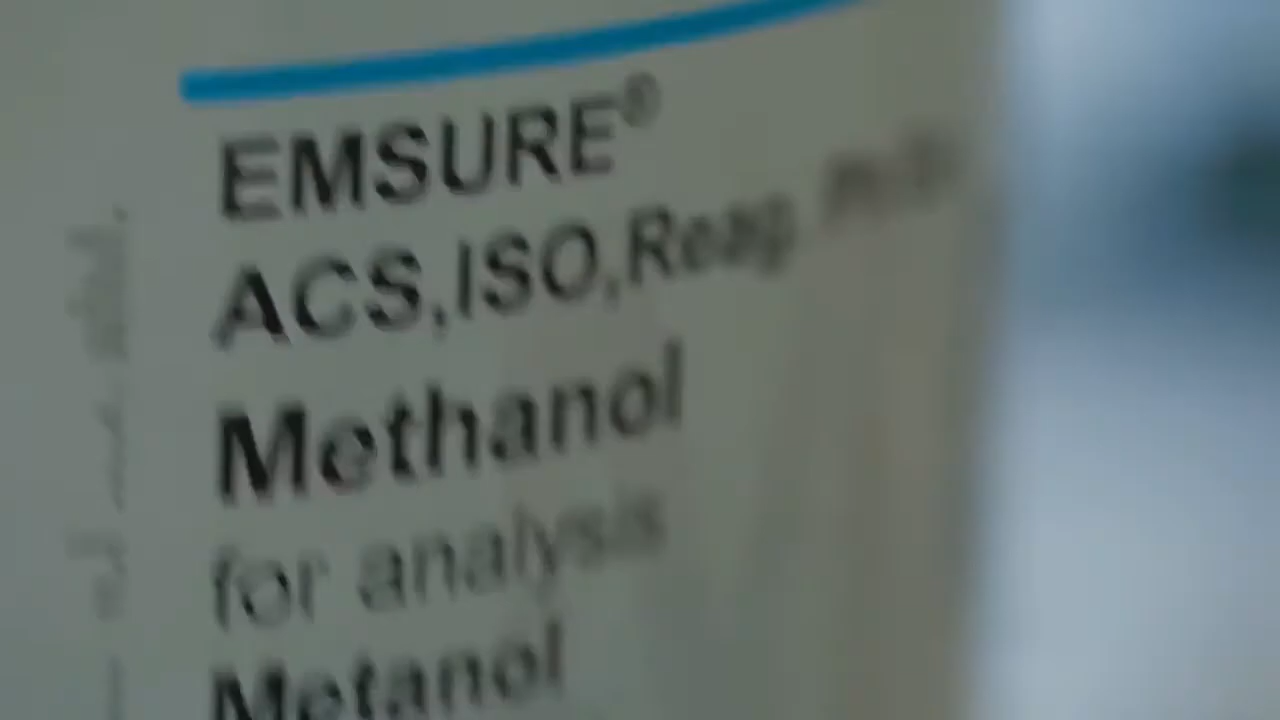 EMSURE®
ACS,ISO,Reag.
Methanol
for analysis
Metanol